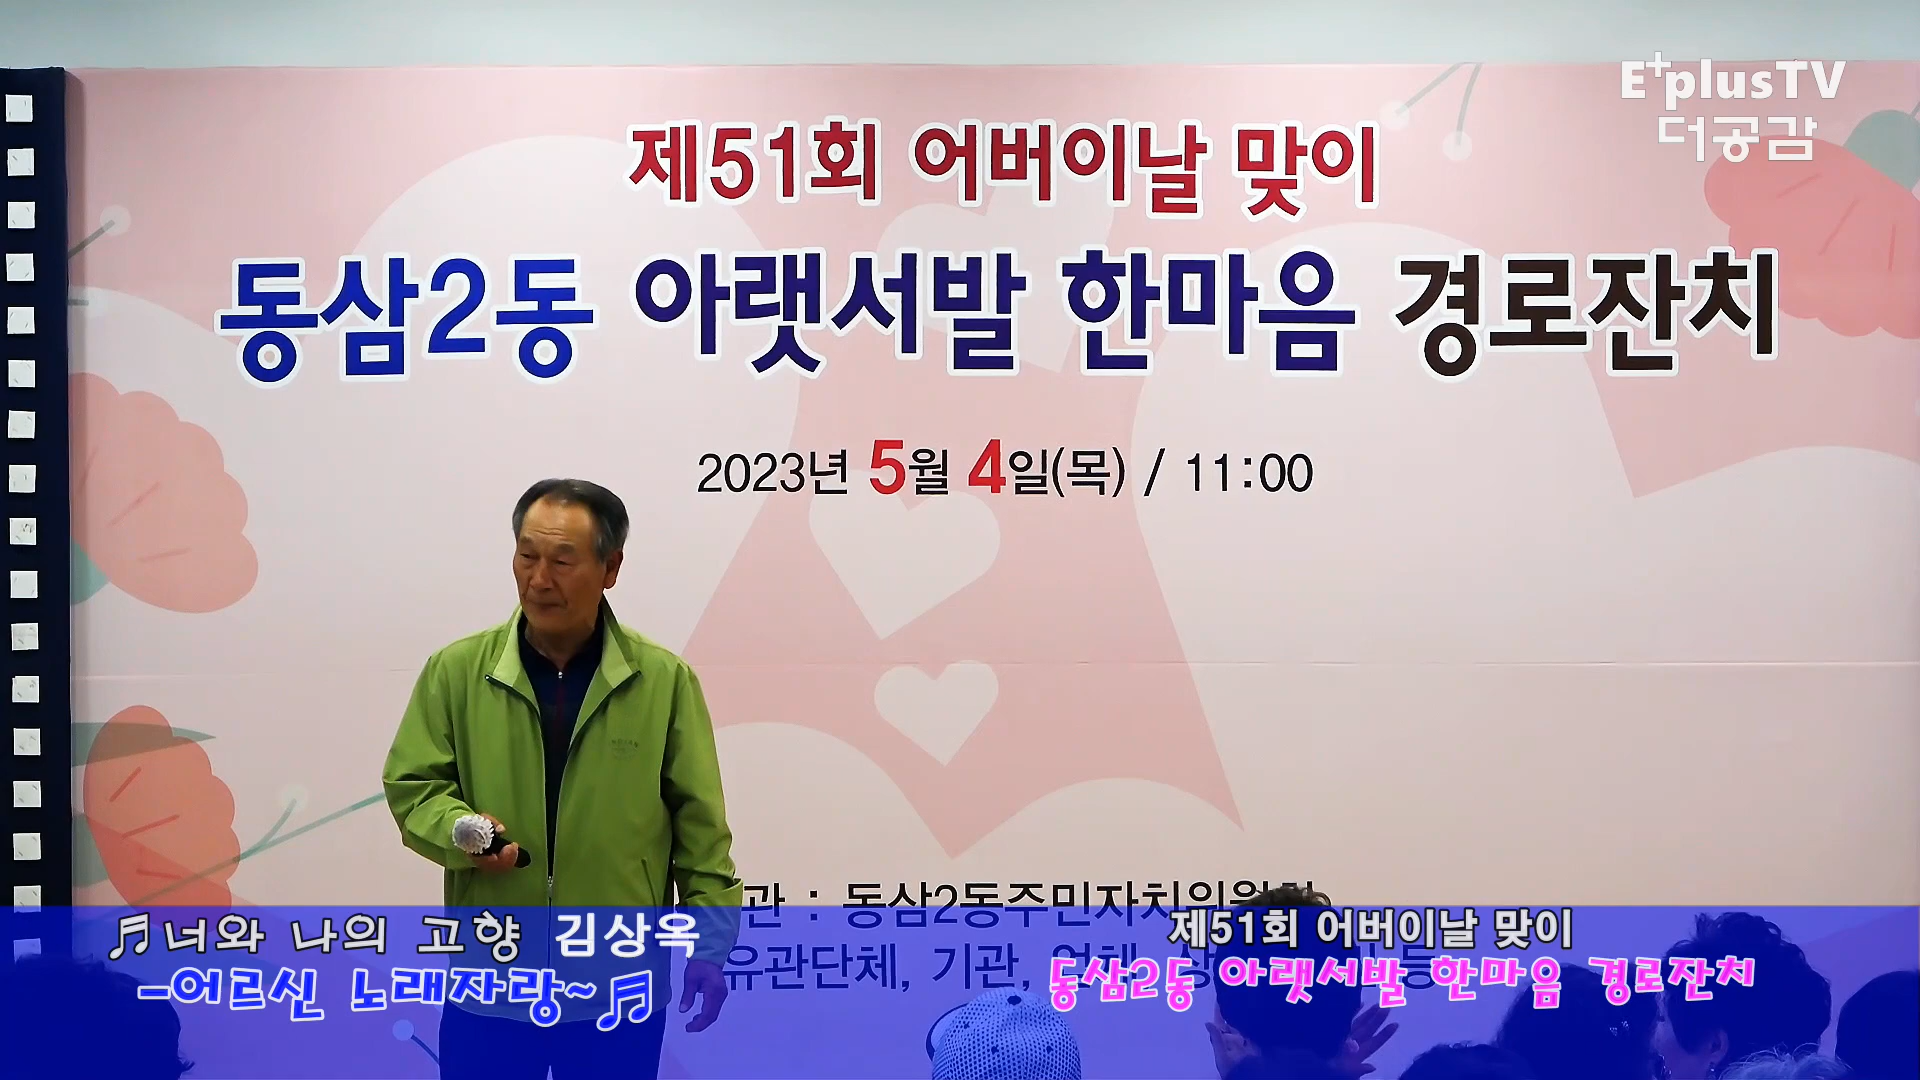 E+plusTV
더공감
제51회 어버이날 맞이
동삼2동 아랫서발 한마음 경로잔치
2023년 5월 4일(목) / 11:00
관 : 동삼2동주민자치위원회
유관단체, 기관, 업체
♬너와 나의 고향 김상옥
-어르신 노래자랑~♬
제51회 어버이날 맞이
동삼2동 아랫서발 한마음 경로잔치